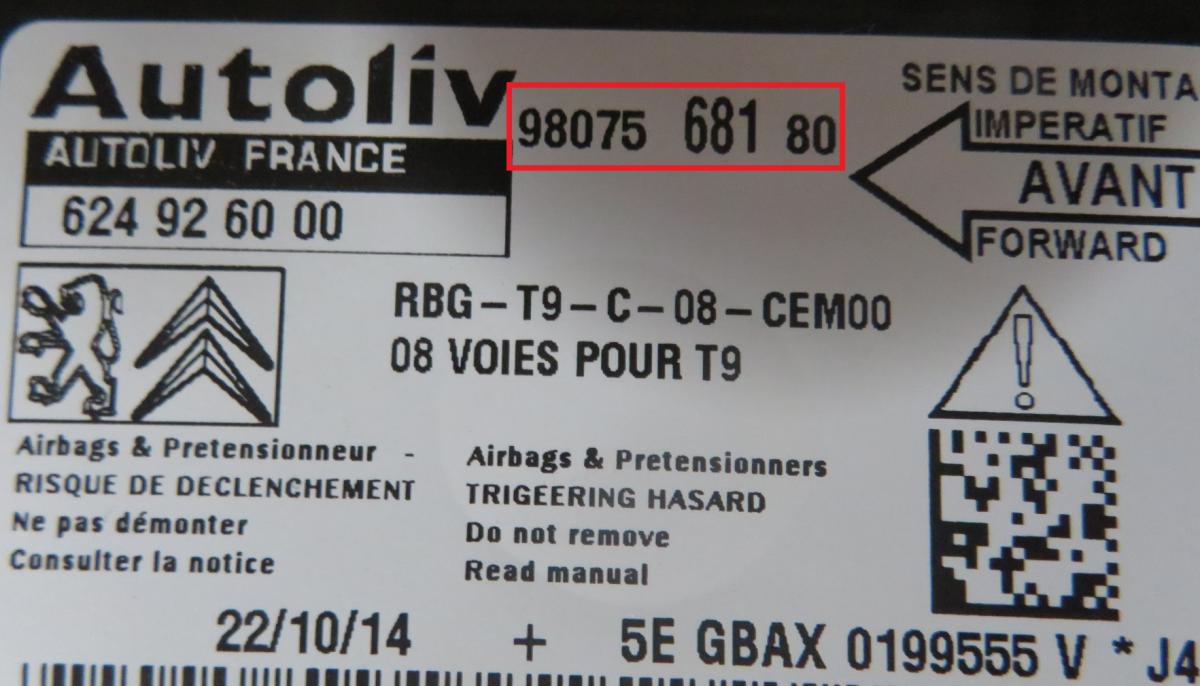 Autoliv
98075 681 80
AUTOLIV FRANCE
624 92 60 00
SENS DE MONTA
IMPERATIF
AVANT
FORWARD
RBG-T9-C-08-CEM00
08 VOIES POUR T9
Airbags & Pretensionneur -
RISQUE DE DECLENCHEMENT
Ne pas démonter
Consulter la notice
Airbags & Pretensionners
TRIGEERING HASARD
Do not remove
Read manual
22/10/14 + 5E GBAX 0199555 V * J4